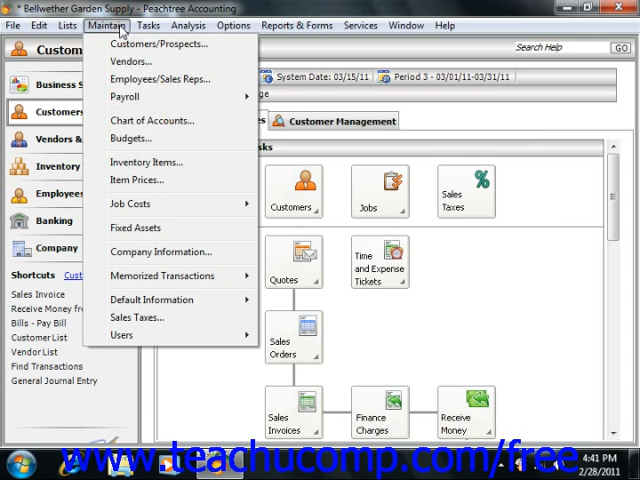 * Bellwether Garden Supply - Peachtree Accounting
File Edit Lists Maintain Tasks Analysis Options Reports & Forms Services Window Help
Custom
Search Help GO
System Date: 03/15/11 Period 3 - 03/01/11-03/31/11
Business S
Customers
Vendors &
Inventory
Employees
Banking
Company
Shortcuts Cust
Sales Invoice
Receive Money fr
Bills - Pay Bill
Customer List
Vendor List
Find Transactions
General Journal Entry
Customers/Prospects...
Vendors...
Employees/Sales Reps...
Payroll
Chart of Accounts...
Budgets...
Inventory Items...
Item Prices...
Job Costs
Fixed Assets
Company Information...
Memorized Transactions
Default Information
Sales Taxes...
Users
ge
es
Customer Management
sks
Customers
Jobs
Sales
Taxes
Quotes
Time
and Expense
Tickets
Sales
Orders
Sales
Invoices
Finance
Charges
Receive
Money
www.teachucomp.com/free
4:41 PM
2/28/2011